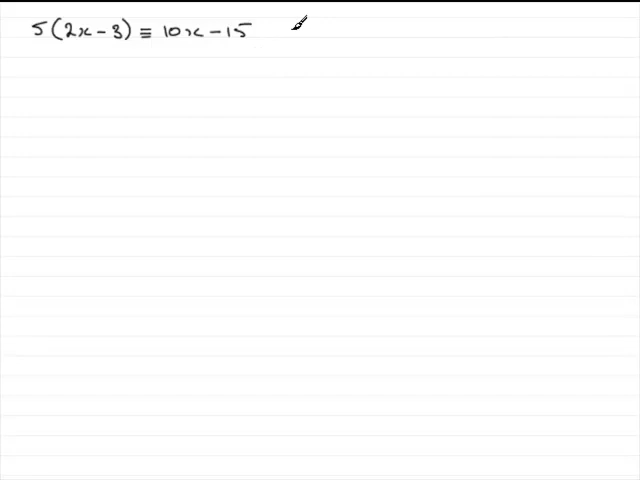 5(2x - 3) ≡ 10x - 15